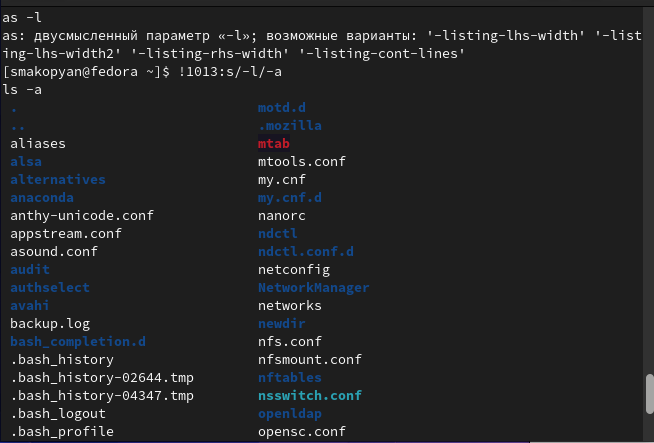 as -l
as: двусмысленный параметр «-l»; возможные варианты: '-listing-lhs-width' '-list
ing-lhs-width2' '-listing-rhs-width' '-listing-cont-lines'
[smakopyan@fedora ~]$ !1013:s/-l/-a
ls -a
. motd.d
.. .mozilla
aliases mtab
alsa mtools.conf
alternatives my.cnf
anaconda my.cnf.d
anthy-unicode.conf nanorc
appstream.conf ndctl
asound.conf ndctl.conf.d
audit netconfig
authselect NetworkManager
avahi networks
backup.log newdir
bash_completion.d nfs.conf
.bash_history nfsmount.conf
.bash_history-02644.tmp nftables
.bash_history-04347.tmp nsswitch.conf
.bash_logout openldap
.bash_profile opensc.conf